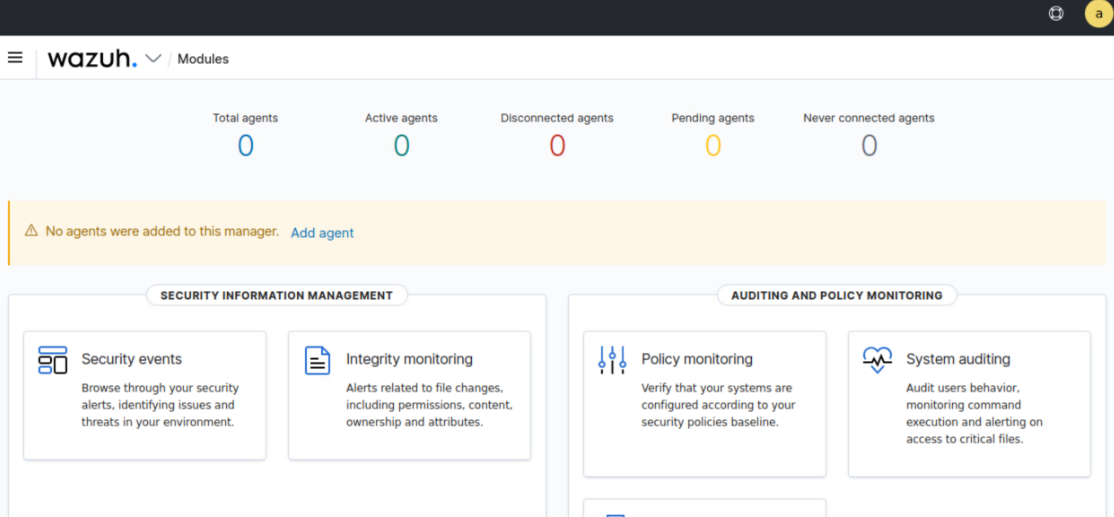 a
wazuh. / Modules
Total agents Active agents Disconnected agents Pending agents Never connected agents
0 0 0 0 0
No agents were added to this manager. Add agent
SECURITY INFORMATION MANAGEMENT
Security events
Browse through your security
alerts, identifying issues and
threats in your environment.
Integrity monitoring
Alerts related to file changes,
including permissions, content,
ownership and attributes.
AUDITING AND POLICY MONITORING
Policy monitoring
Verify that your systems are
configured according to your
security policies baseline.
System auditing
Audit users behavior,
monitoring command
execution and alerting on
access to critical files.